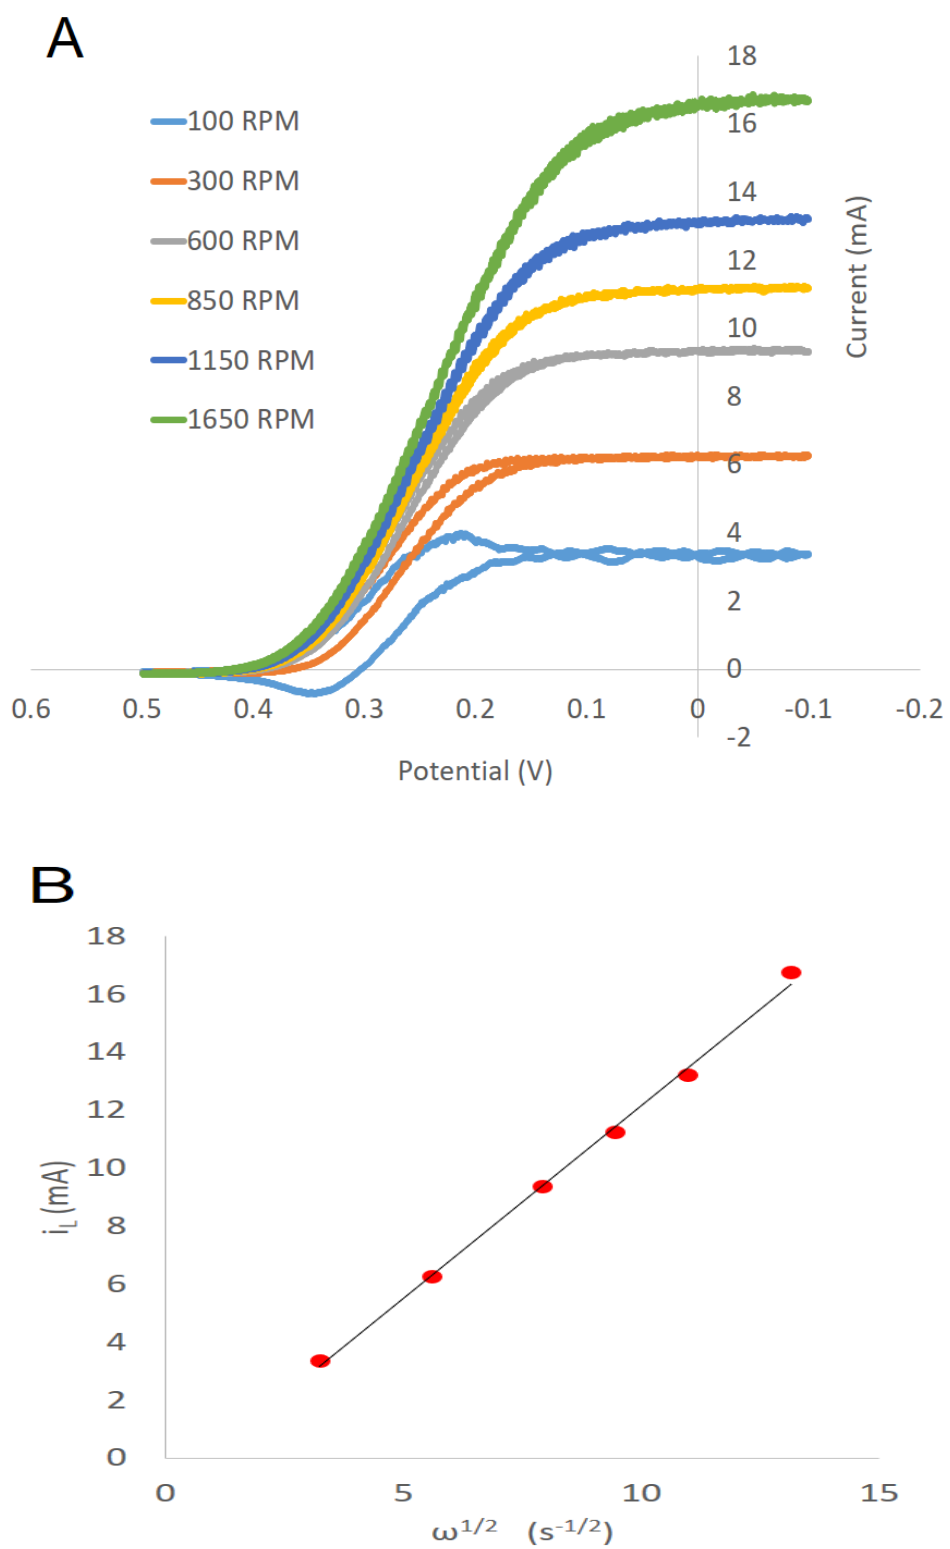 A
18
100 RPM
16
300 RPM
14
600 RPM
12
850 RPM
10
1150 RPM
8
1650 RPM
6
4
2
0
Current (mA)
0.6 0.5 0.4 0.3 0.2 0.1 0 -0.1 -0.2
-2
Potential (V)
B
18
16
14
12
10
8
6
4
2
0
i_L (mA)
0 5 10 15
ω^1/2 (s^-1/2)